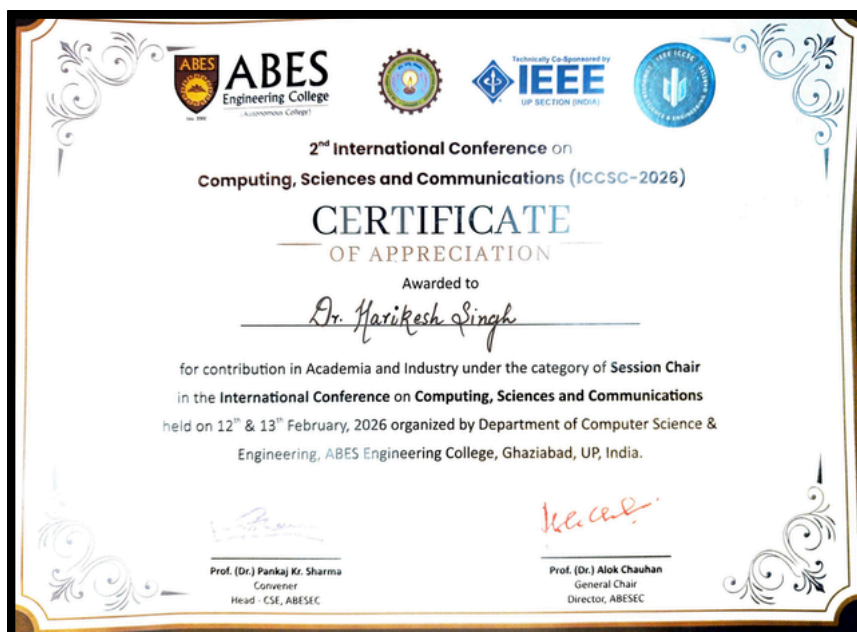 ABES
ABES
Engineering College
(Autonomous College)
Technically Co-Sponsored by
IEEE
UP SECTION (INDIA)
2nd International Conference on
Computing, Sciences and Communications (ICCSC-2026)
CERTIFICATE
OF APPRECIATION
Awarded to
Dr. Harikesh Singh
for contribution in Academia and Industry under the category of Session Chair
in the International Conference on Computing, Sciences and Communications
held on 12th & 13th February, 2026 organized by Department of Computer Science &
Engineering, ABES Engineering College, Ghaziabad, UP, India.
Prof. (Dr.) Pankaj Kr. Sharma
Convener
Head - CSE, ABESEC
Prof. (Dr.) Alok Chauhan
General Chair
Director, ABESEC